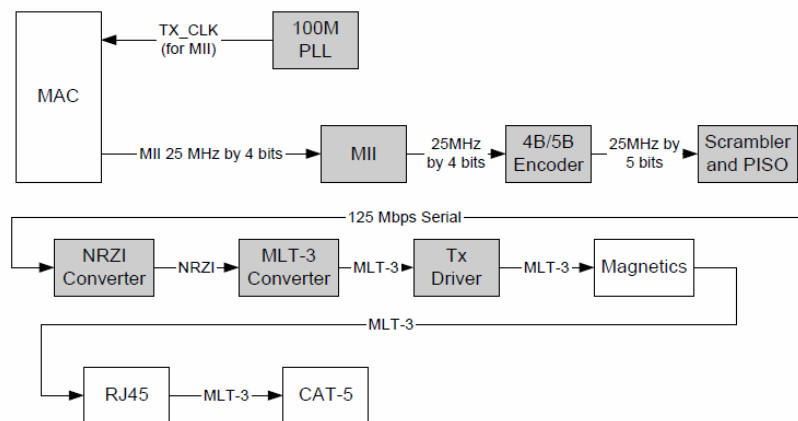 TX_CLK
(for MII)
100M
PLL
MAC
MII 25 MHz by 4 bits
MII
25MHz
by 4 bits
4B/5B
Encoder
25MHz by
5 bits
Scrambler
and PISO
125 Mbps Serial
NRZI
Converter
NRZI
MLT-3
Converter
MLT-3
Tx
Driver
MLT-3
Magnetics
MLT-3
RJ45
MLT-3
CAT-5